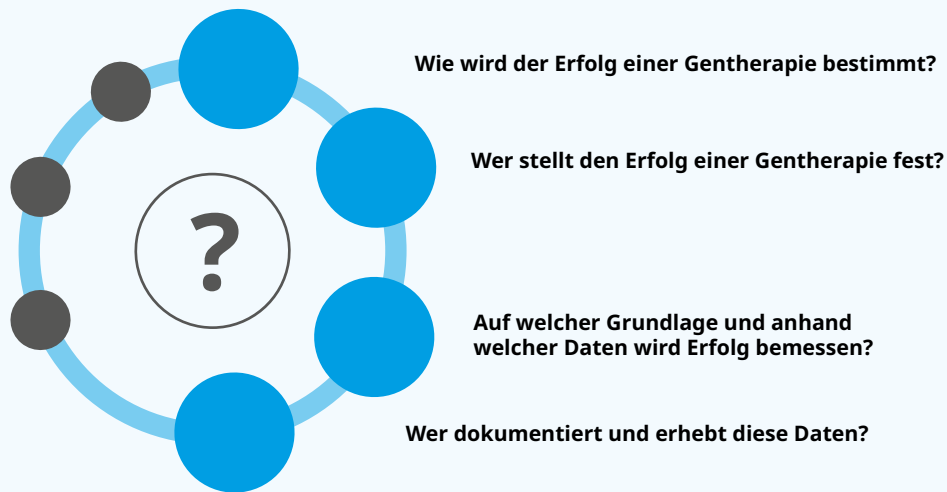 Wie wird der Erfolg einer Gentherapie bestimmt?
Wer stellt den Erfolg einer Gentherapie fest?
?
Auf welcher Grundlage und anhand
welcher Daten wird Erfolg bemessen?
Wer dokumentiert und erhebt diese Daten?